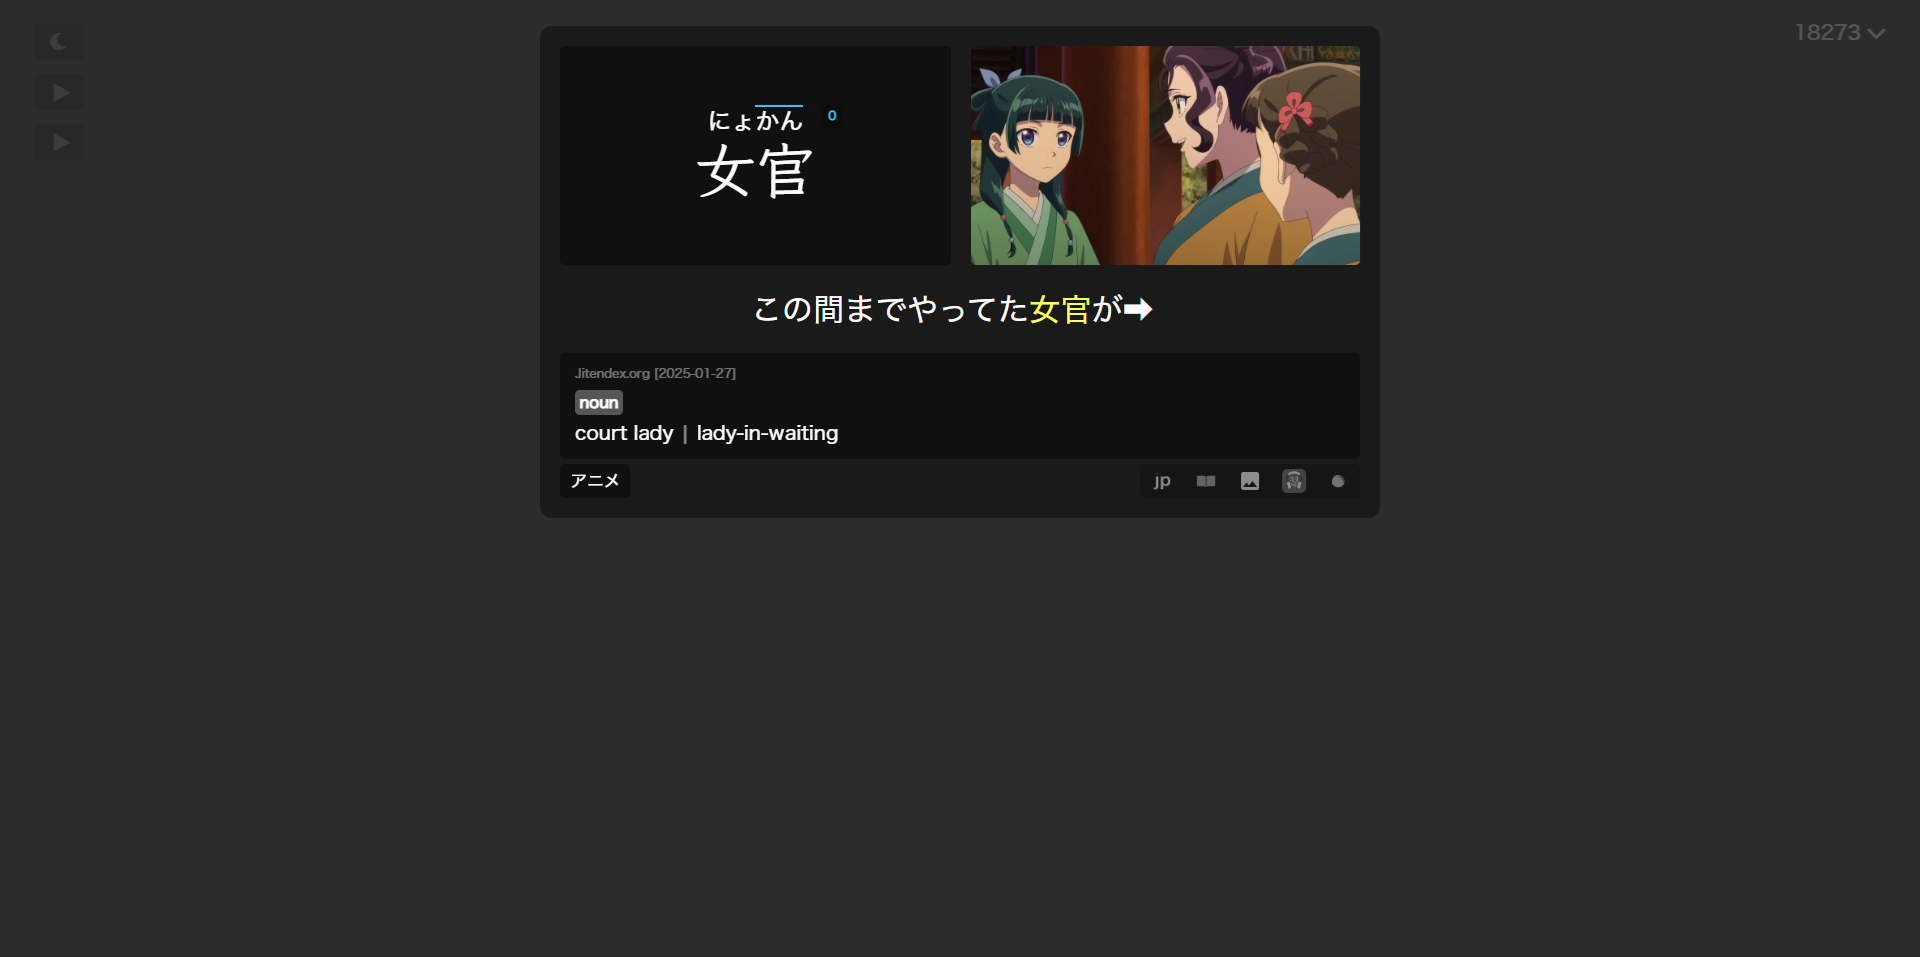 18273
にょかん 0
女官
この間までやってた女官が➡
Jitendex.org [2025-01-27]
noun
court lady | lady-in-waiting
アニメ
jp